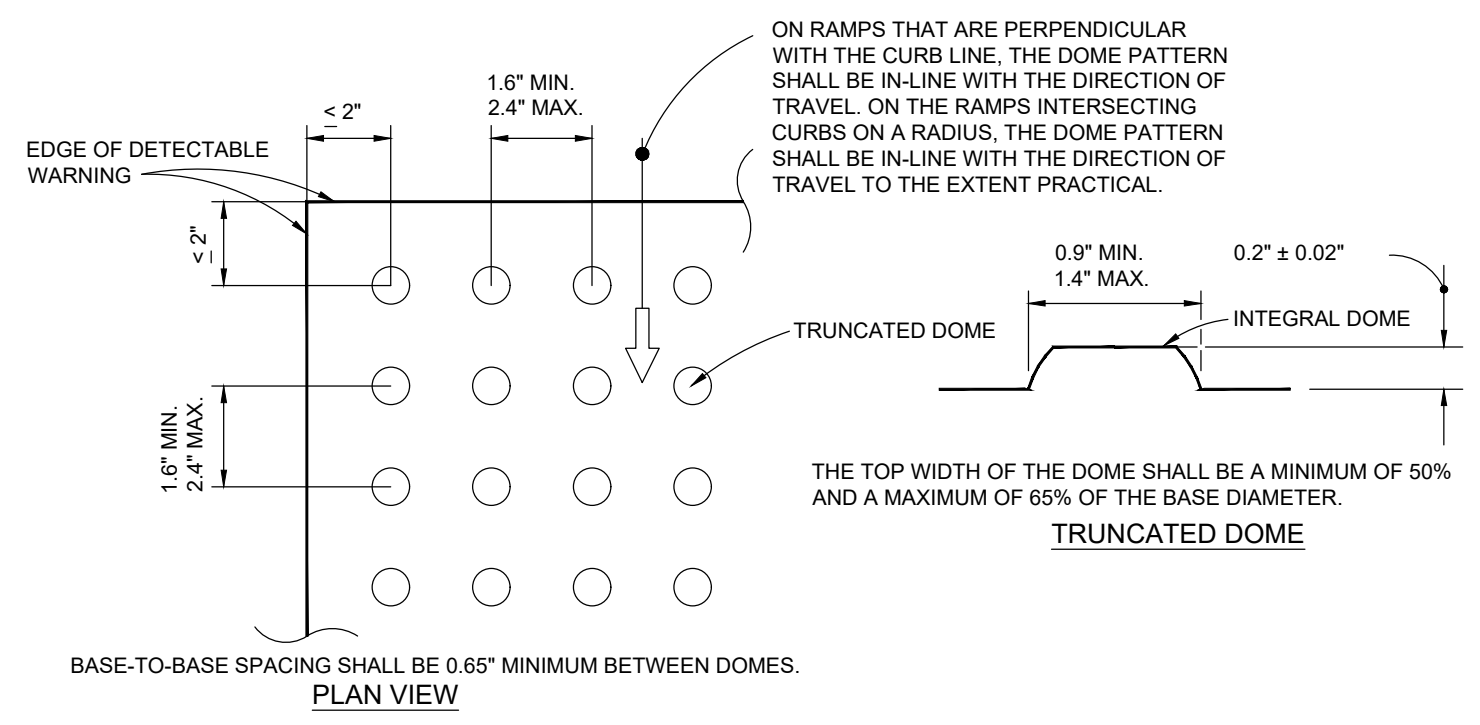 ON RAMPS THAT ARE PERPENDICULAR
WITH THE CURB LINE, THE DOME PATTERN
SHALL BE IN-LINE WITH THE DIRECTION OF
TRAVEL. ON THE RAMPS INTERSECTING
CURBS ON A RADIUS, THE DOME PATTERN
SHALL BE IN-LINE WITH THE DIRECTION OF
TRAVEL TO THE EXTENT PRACTICAL.
1.6" MIN.
2.4" MAX.
≤ 2"
EDGE OF DETECTABLE
WARNING
≤ 2"
TRUNCATED DOME
1.6" MIN.
2.4" MAX.
BASE-TO-BASE SPACING SHALL BE 0.65" MINIMUM BETWEEN DOMES.
PLAN VIEW
0.9" MIN.
1.4" MAX.
0.2" ± 0.02"
INTEGRAL DOME
THE TOP WIDTH OF THE DOME SHALL BE A MINIMUM OF 50%
AND A MAXIMUM OF 65% OF THE BASE DIAMETER.
TRUNCATED DOME